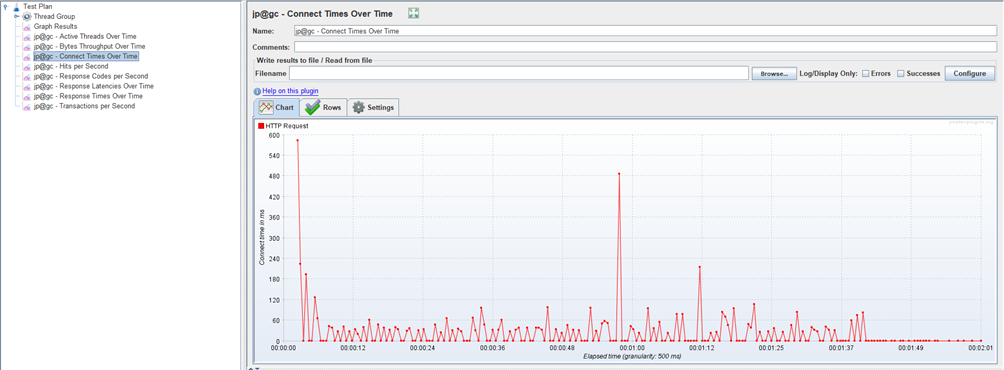 Test Plan
Thread Group
Graph Results
jp@gc - Active Threads Over Time
jp@gc - Bytes Throughput Over Time
jp@gc - Connect Times Over Time
jp@gc - Hits per Second
jp@gc - Response Codes per Second
jp@gc - Response Latencies Over Time
jp@gc - Response Times Over Time
jp@gc - Transactions per Second
jp@gc - Connect Times Over Time
Name: jp@gc - Connect Times Over Time
Comments:
Write results to file / Read from file
Filename Browse... Log/Display Only: Errors Successes Configure
Help on this plugin
Chart Rows Settings
HTTP Request
600
540
480
420
360
300
240
180
120
60
0
Connect time in ms
00:00:00 00:00:12 00:00:24 00:00:36 00:00:48 00:01:00 00:01:12 00:01:25 00:01:37 00:01:49 00:02:01
Elapsed time (granularity: 500 ms)